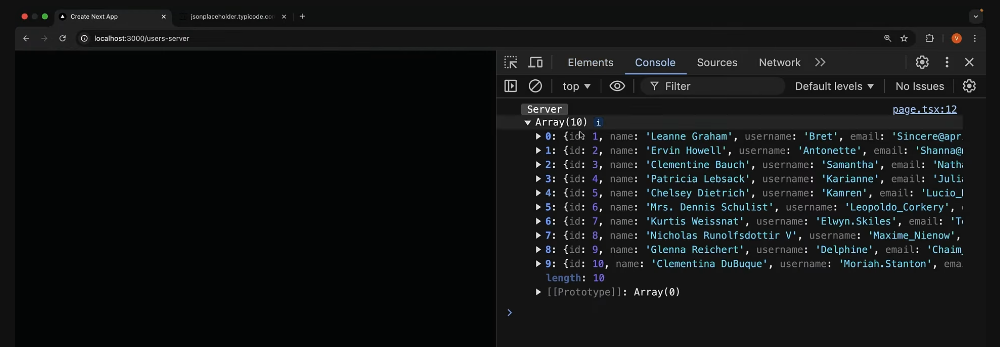 Create Next App
jsonplaceholder.typicode.co
localhost:3000/users-server
Elements Console Sources Network
top Filter Default levels No Issues
Server page.tsx:12
Array(10) i
0: {id: 1, name: 'Leanne Graham', username: 'Bret', email: 'Sincere@apr
1: {id: 2, name: 'Ervin Howell', username: 'Antonette', email: 'Shanna@
2: {id: 3, name: 'Clementine Bauch', username: 'Samantha', email: 'Natha
3: {id: 4, name: 'Patricia Lebsack', username: 'Karianne', email: 'Julia
4: {id: 5, name: 'Chelsey Dietrich', username: 'Kamren', email: 'Lucio_
5: {id: 6, name: 'Mrs. Dennis Schulist', username: 'Leopoldo_Corkery',
6: {id: 7, name: 'Kurtis Weissnat', username: 'Elwyn.Skiles', email:
7: {id: 8, name: 'Nicholas Runolfsdottir V', username: 'Maxime_Nienow',
8: {id: 9, name: 'Glenna Reichert', username: 'Delphine', email: 'Chaim_
9: {id: 10, name: 'Clementina DuBuque', username: 'Moriah.Stanton', ema
length: 10
[[Prototype]]: Array(0)